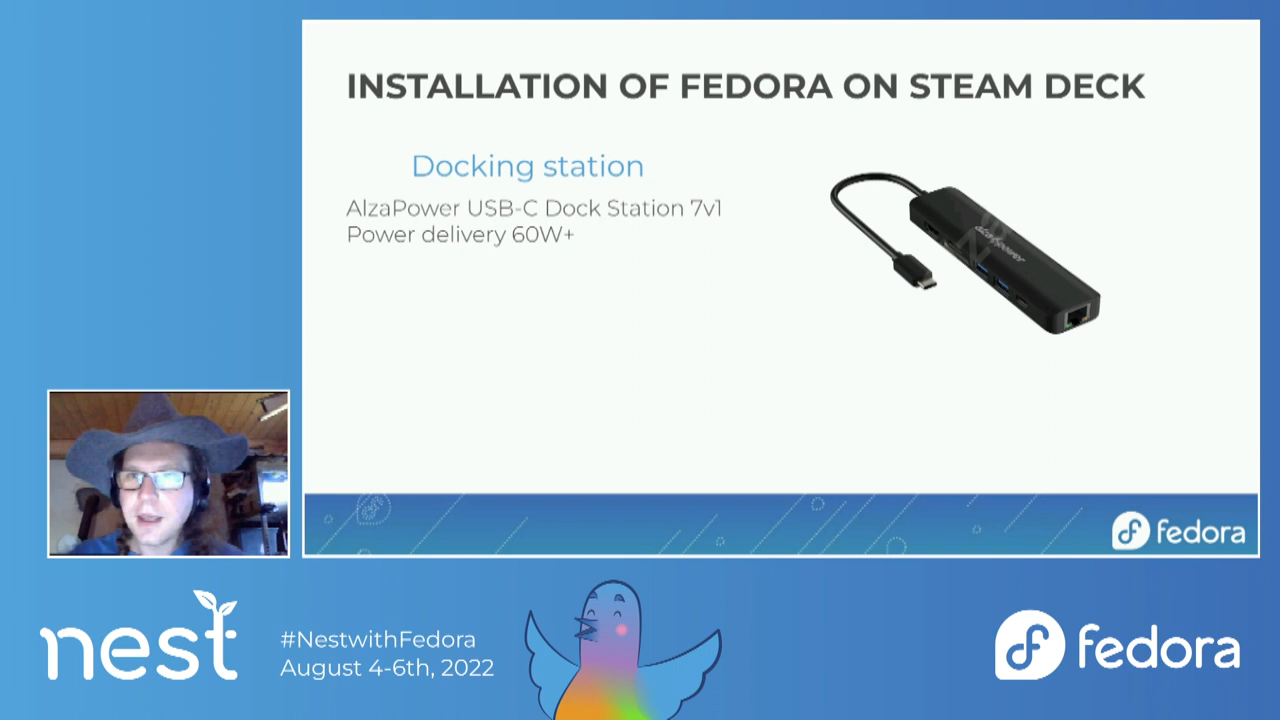 INSTALLATION OF FEDORA ON STEAM DECK
Docking station
AlzaPower USB-C Dock Station 7v1
Power delivery 60W+
alzapower
fedora
nest
#NestwithFedora
August 4-6th, 2022
fedora